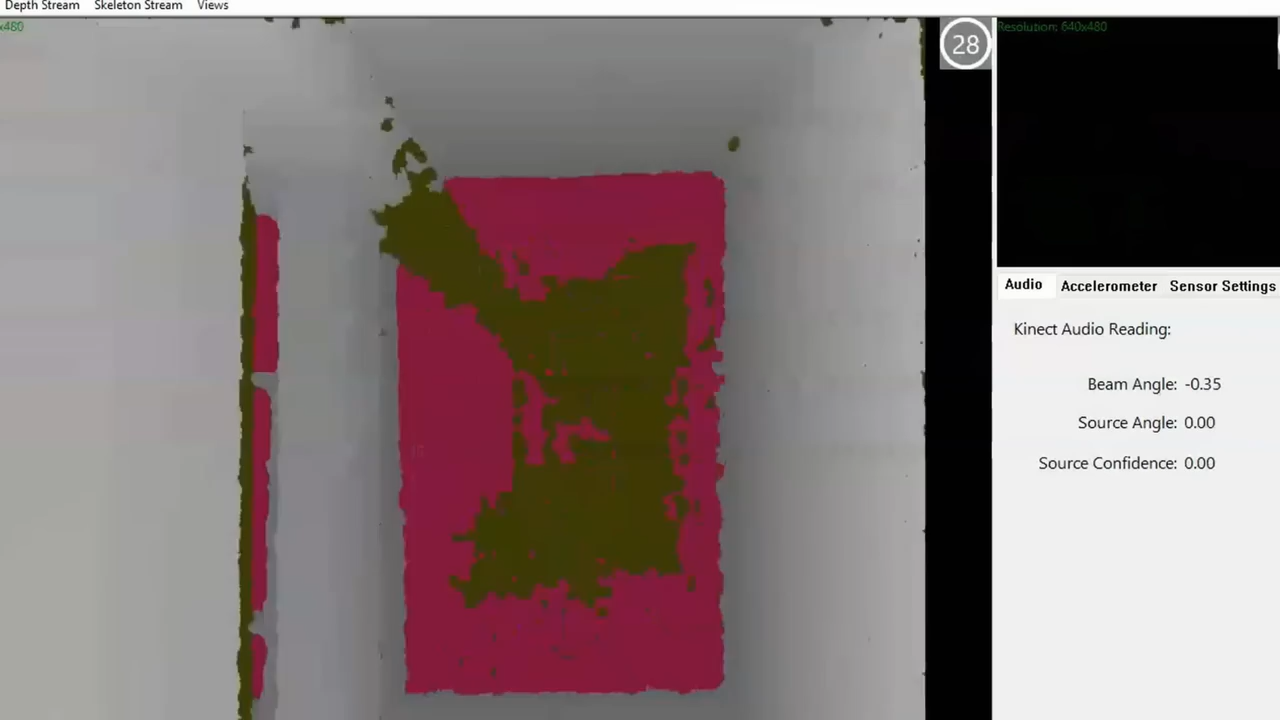 Depth Stream Skeleton Stream Views
x480
28
Resolution: 640x480
Audio Accelerometer Sensor Settings
Kinect Audio Reading:
Beam Angle: -0.35
Source Angle: 0.00
Source Confidence: 0.00